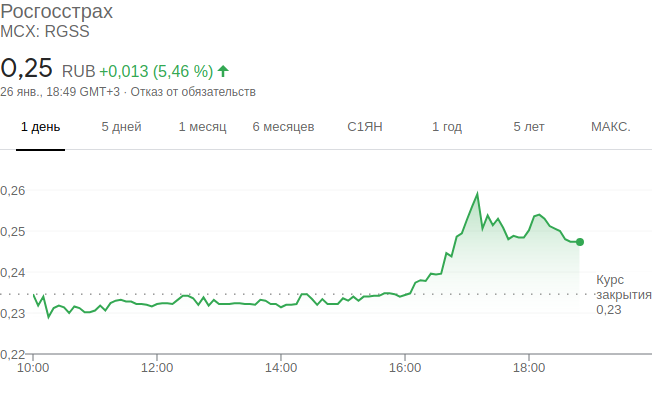 Росгосстрах
MCX: RGSS
0,25 RUB +0,013 (5,46 %)
26 янв., 18:49 GMT+3 · Отказ от обязательств
1 день 5 дней 1 месяц 6 месяцев С1ЯН 1 год 5 лет МАКС.
0,26
0,25
0,24
Курс
закрытия
0,23
0,23
0,22
10:00 12:00 14:00 16:00 18:00